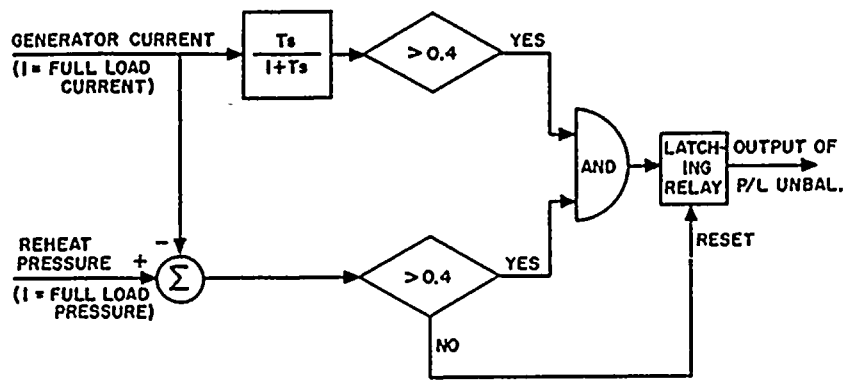 GENERATOR CURRENT
(1 = FULL LOAD
CURRENT)
Ts
1+Ts
>0.4
YES
AND
LATCH-
ING
RELAY
OUTPUT OF
P/L UNBAL.
RESET
REHEAT
PRESSURE
(1 = FULL LOAD
PRESSURE)
−
+
Σ
>0.4
YES
NO